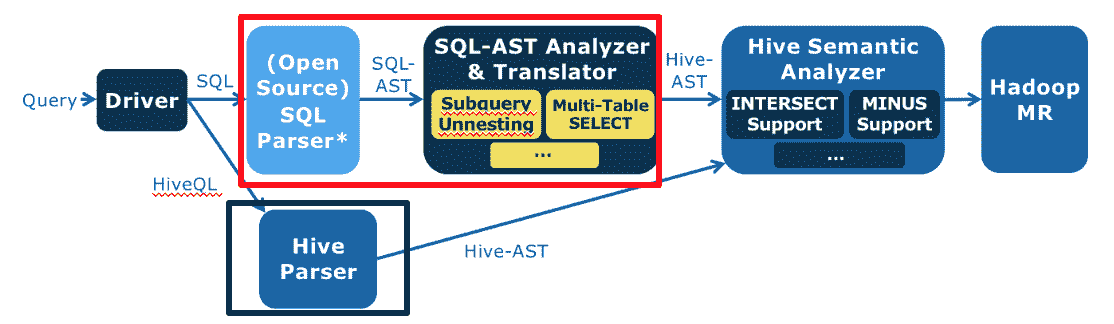 Query
Driver
SQL
(Open
Source)
SQL
Parser*
SQL-
AST
SQL-AST Analyzer
& Translator
Subquery
Unnesting
Multi-Table
SELECT
...
Hive-
AST
Hive Semantic
Analyzer
INTERSECT
Support
MINUS
Support
...
Hadoop
MR
HiveQL
Hive
Parser
Hive-AST